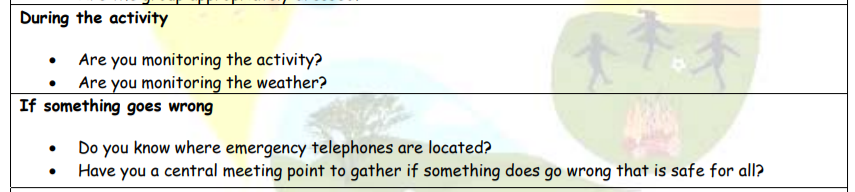 During the activity
• Are you monitoring the activity?
• Are you monitoring the weather?
If something goes wrong
• Do you know where emergency telephones are located?
• Have you a central meeting point to gather if something does go wrong that is safe for all?